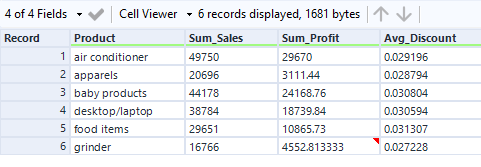 4 of 4 Fields Cell Viewer 6 records displayed, 1681 bytes
Record Product Sum_Sales Sum_Profit Avg_Discount
1 air conditioner 49750 29670 0.029196
2 apparels 20696 3111.44 0.028794
3 baby products 44178 24168.76 0.030804
4 desktop/laptop 38784 18739.84 0.030594
5 food items 29651 10865.73 0.031307
6 grinder 16766 4552.813333 0.027228